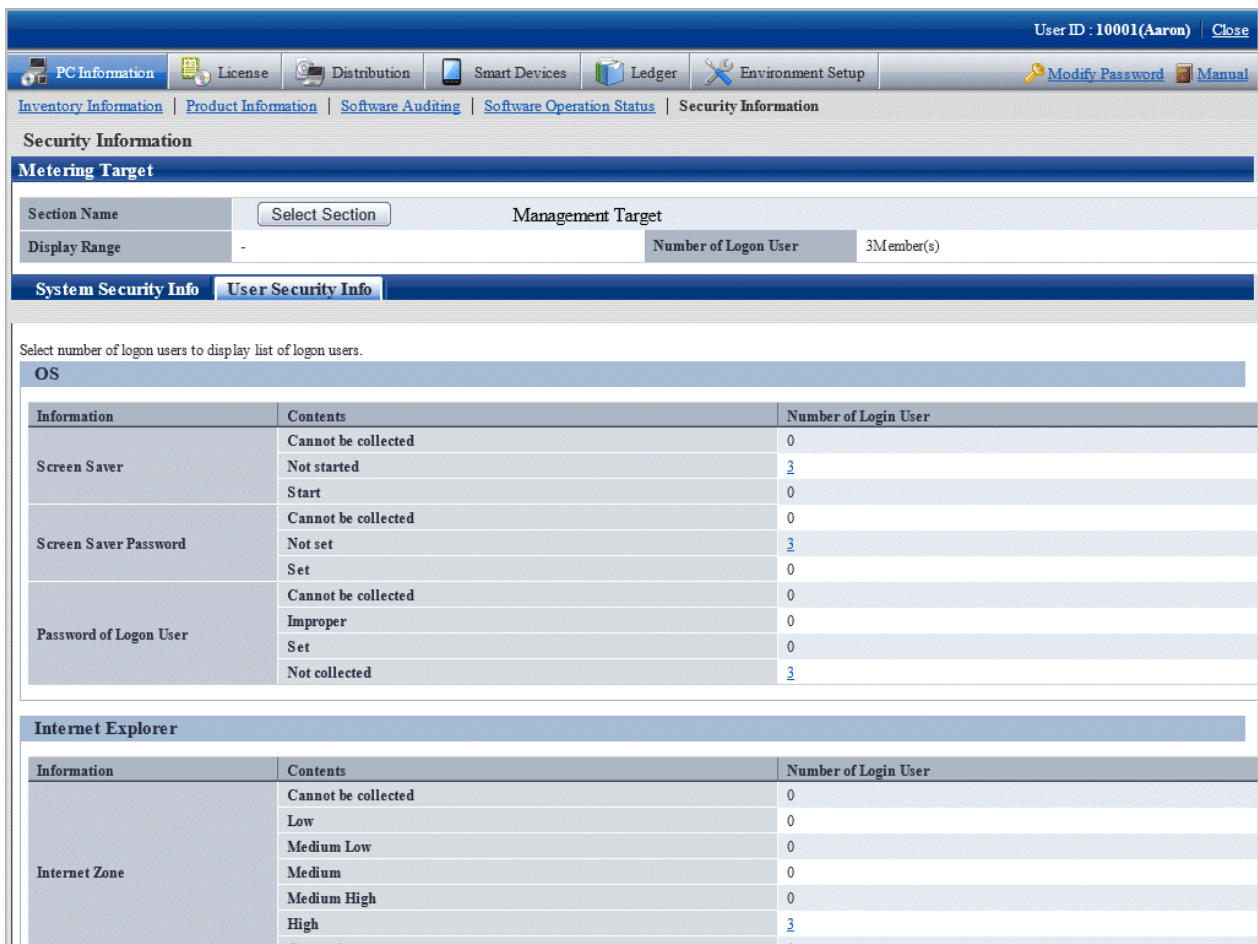 User ID : 10001(Aaron) Close
PC Information License Distribution Smart Devices Ledger Environment Setup Modify Password Manual
Inventory Information | Product Information | Software Auditing | Software Operation Status | Security Information
Security Information
Metering Target
Section Name Select Section Management Target
Display Range - Number of Logon User 3Member(s)
System Security Info User Security Info
Select number of logon users to display list of logon users.
OS
Information Contents Number of Login User
Cannot be collected 0
Screen Saver Not started 3
Start 0
Cannot be collected 0
Screen Saver Password Not set 3
Set 0
Cannot be collected 0
Improper 0
Password of Logon User
Set 0
Not collected 3
Internet Explorer
Information Contents Number of Login User
Cannot be collected 0
Low 0
Medium Low 0
Internet Zone Medium 0
Medium High 0
High 3